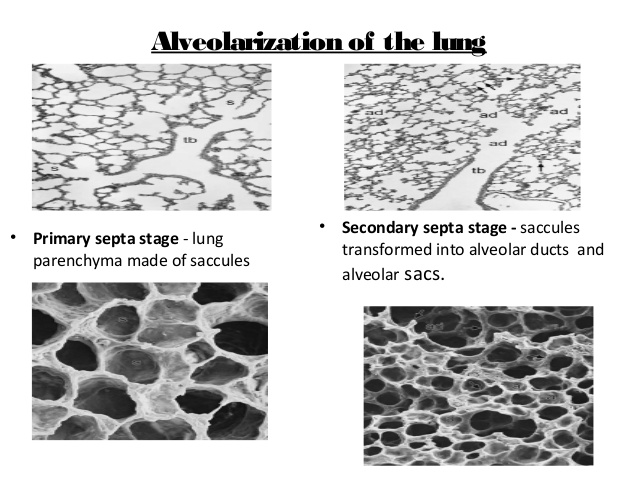 Alveolarization of the lung
s
tb
s
ad
ad
ad
ad
tb
• Primary septa stage - lung
parenchyma made of saccules
• Secondary septa stage - saccules
transformed into alveolar ducts and
alveolar sacs.